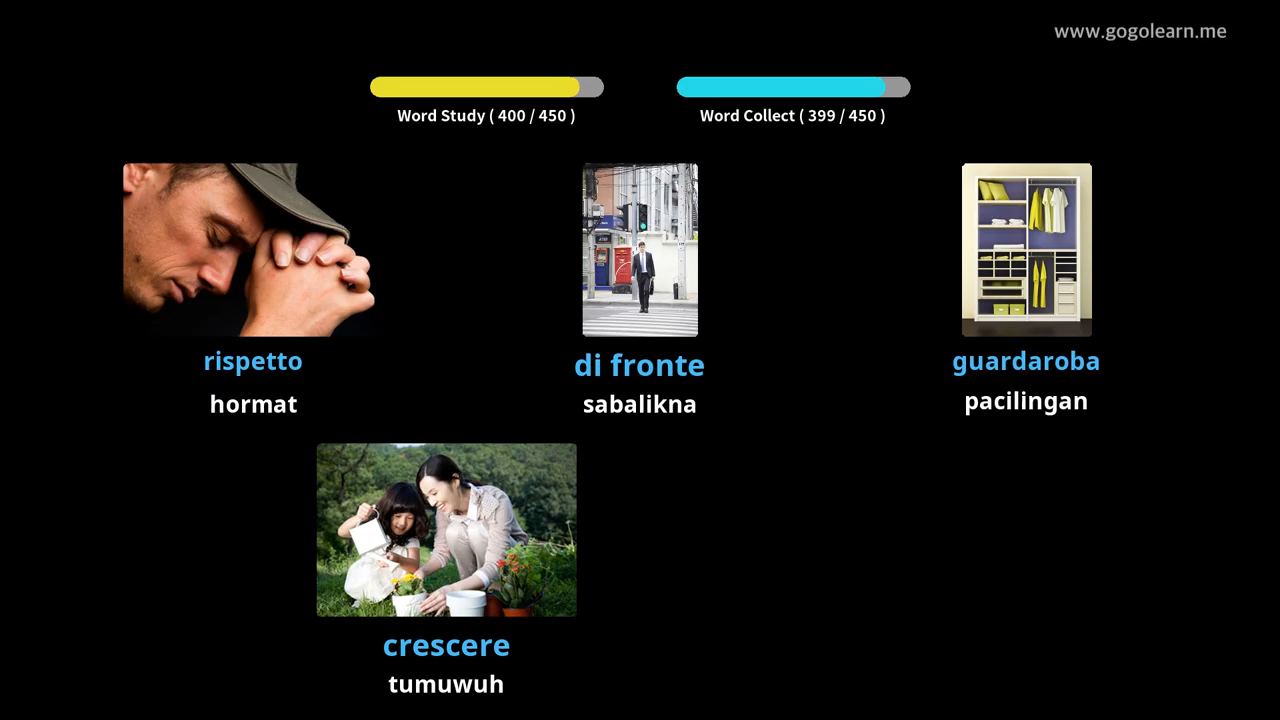 www.gogolearn.me
Word Study ( 400 / 450 )
Word Collect ( 399 / 450 )
rispetto
hormat
di fronte
sabalikna
guardaroba
pacilingan
crescere
tumuwuh